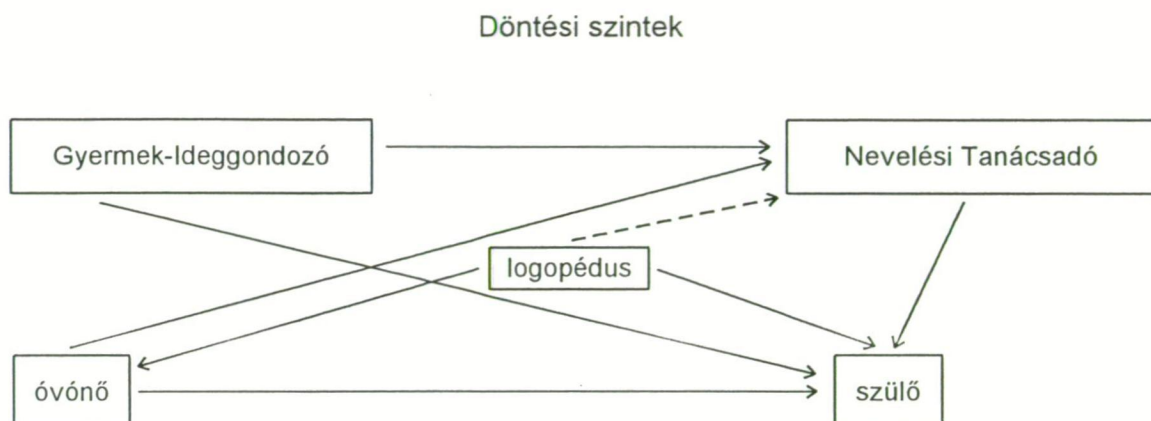 Döntési szintek
Gyermek-Ideggondozó
Nevelési Tanácsadó
logopédus
óvónő
szülő